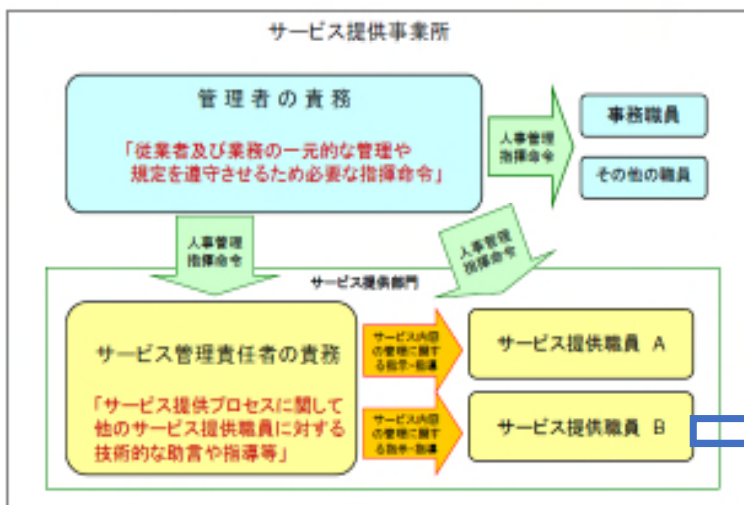 サービス提供事業所
管理者の責務
「従業者及び業務の一元的な管理や
規定を遵守させるため必要な指揮命令」
人事管理
指揮命令
事務職員
その他の職員
人事管理
指揮命令
人事管理
指揮命令
サービス提供部門
サービス管理責任者の責務
「サービス提供プロセスに関して
他のサービス提供職員に対する
技術的な助言や指導等」
サービス内容
の管理に関す
る指示・指導
サービス提供職員 A
サービス内容
の管理に関す
る指示・指導
サービス提供職員 B